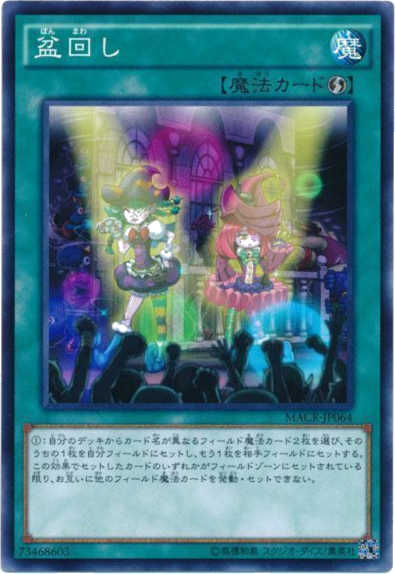 盆回し
魔
【魔法カード】
MACR-JP064
①:自分のデッキからカード名が異なるフィールド魔法カード2枚を選び、その
うちの1枚を自分フィールドにセットし、もう1枚を相手フィールドにセットする。
この効果でセットしたカードのいずれかがフィールドゾーンにセットされている
限り、お互いに他のフィールド魔法カードを発動・セットできない。
73468603
©高橋和希 スタジオ・ダイス/集英社